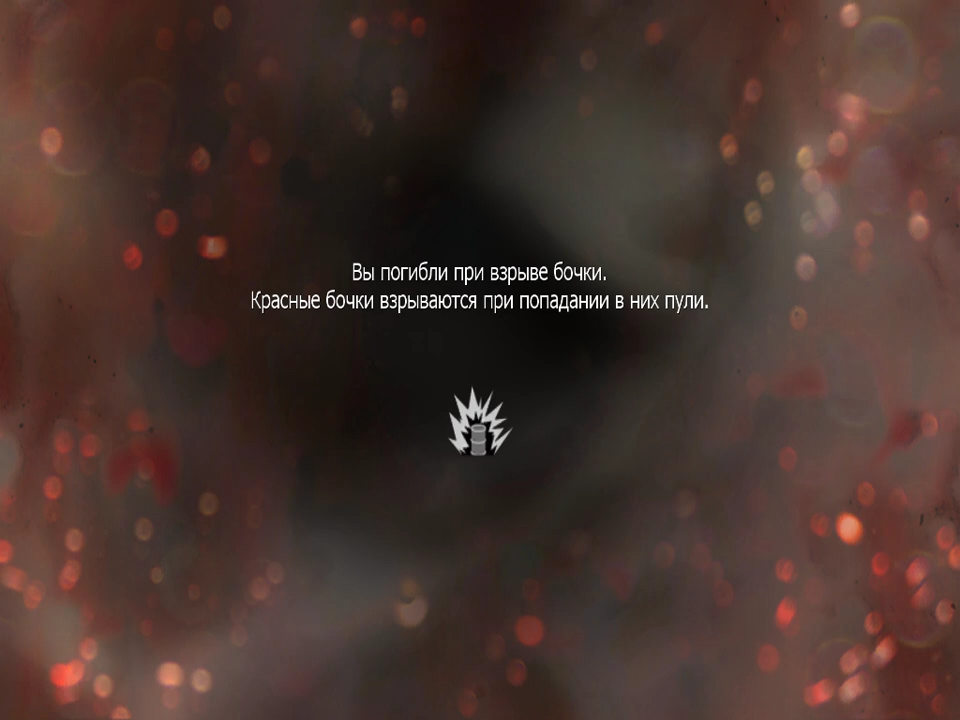 Вы погибли при взрыве бочки.
Красные бочки взрываются при попадании в них пули.